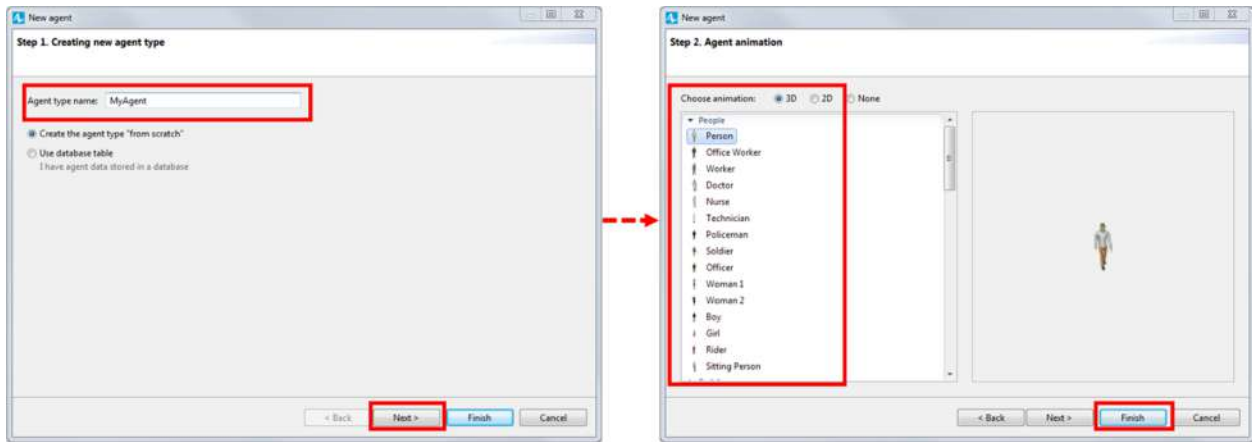 New agent
Step 1. Creating new agent type
Agent type name: MyAgent
Create the agent type "from scratch"
Use database table
I have agent data stored in a database
< Back Next > Finish Cancel
New agent
Step 2. Agent animation
Choose animation: 3D 2D None
People
Person
Office Worker
Worker
Doctor
Nurse
Technician
Policeman
Soldier
Officer
Woman 1
Woman 2
Boy
Girl
Rider
Sitting Person
< Back Next > Finish Cancel